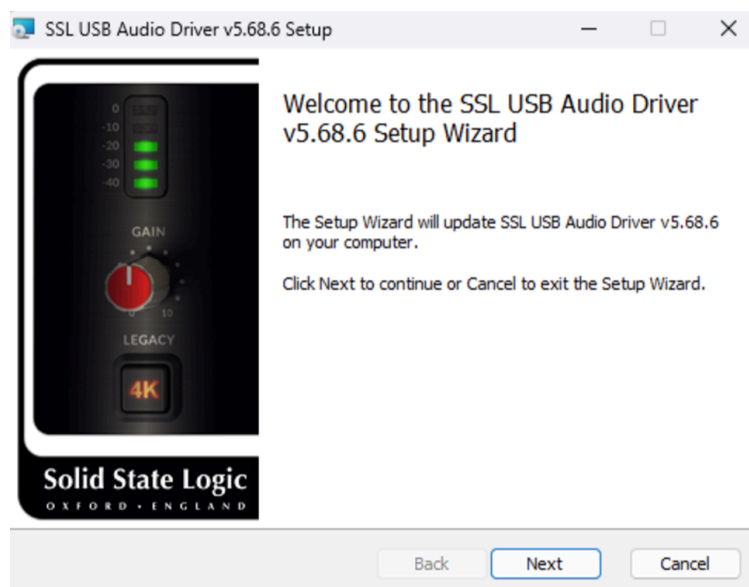 SSL USB Audio Driver v5.68.6 Setup
0
-10
-20
-30
-40
GAIN
0 10
LEGACY
4K
Solid State Logic
OXFORD • ENGLAND
Welcome to the SSL USB Audio Driver
v5.68.6 Setup Wizard
The Setup Wizard will update SSL USB Audio Driver v5.68.6
on your computer.
Click Next to continue or Cancel to exit the Setup Wizard.
Back Next Cancel